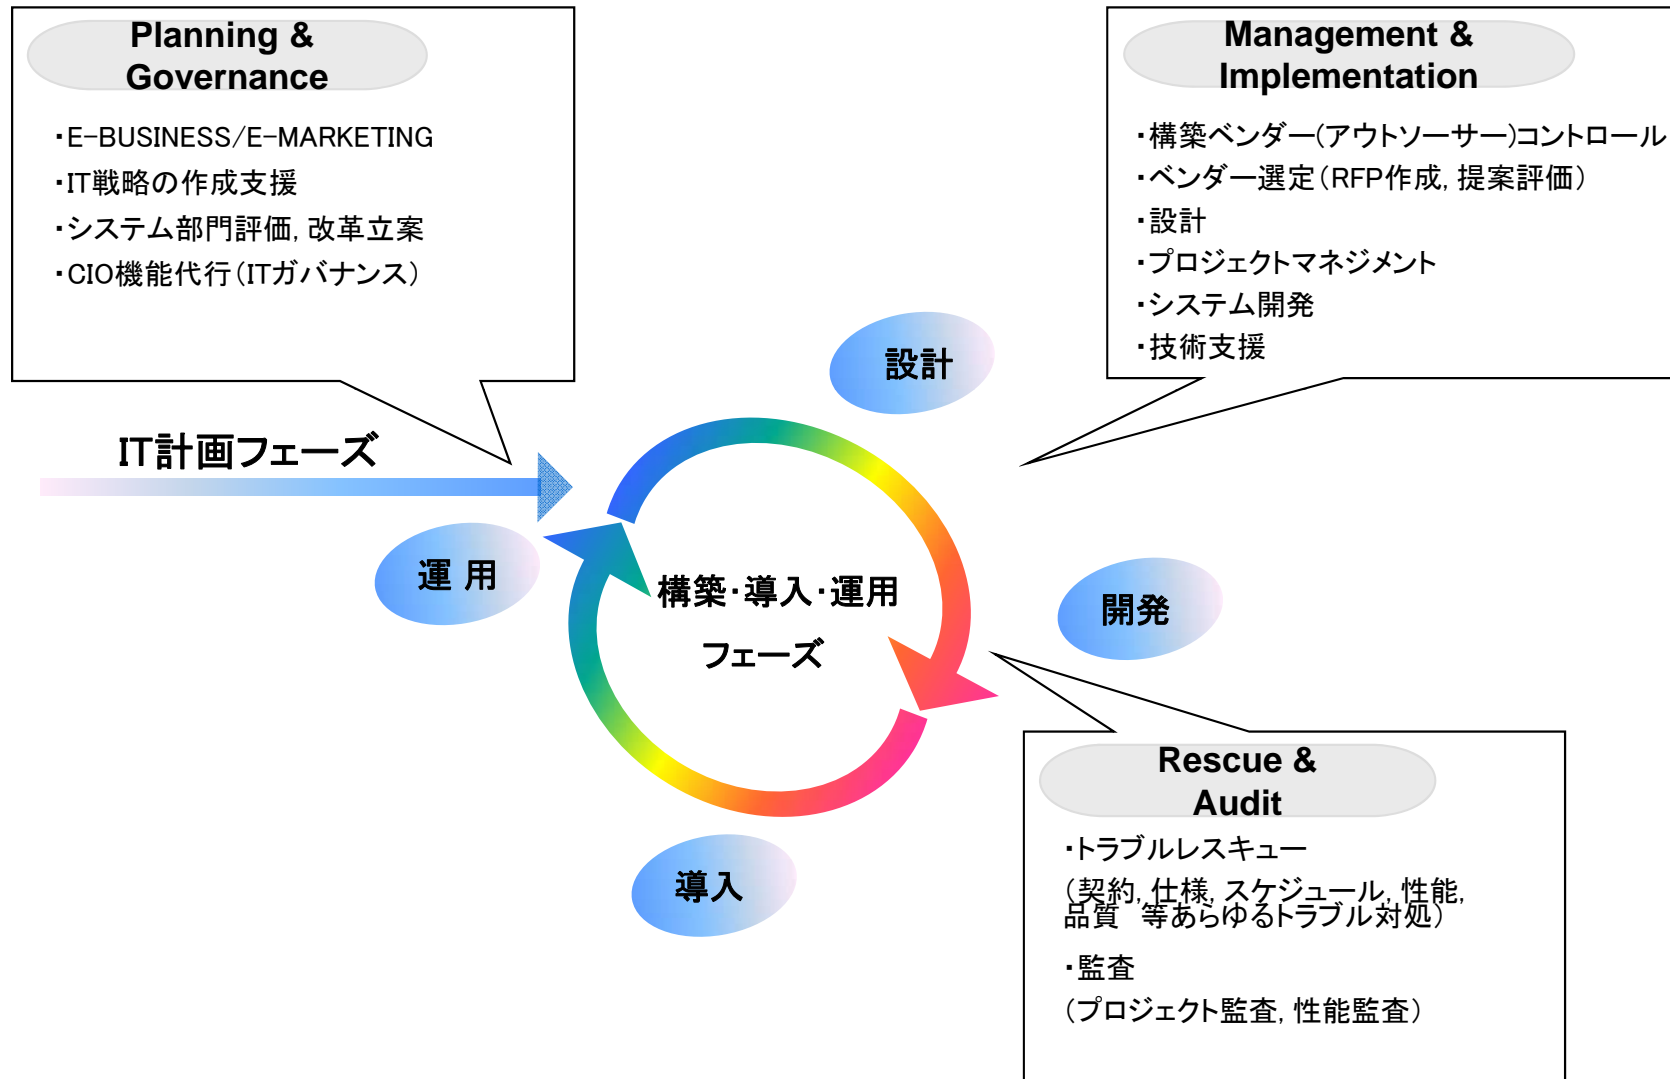 Planning &
Governance
・E-BUSINESS/E-MARKETING
・IT戦略の作成支援
・システム部門評価, 改革立案
・CIO機能代行（ITガバナンス）
Management &
Implementation
・構築ベンダー(アウトソーサー)コントロール
・ベンダー選定（RFP作成, 提案評価）
・設計
・プロジェクトマネジメント
・システム開発
・技術支援
設計
IT計画フェーズ
運 用
構築・導入・運用
フェーズ
開発
導入
Rescue &
Audit
・トラブルレスキュー
（契約, 仕様, スケジュール, 性能,
品質　等あらゆるトラブル対処）
・監査
（プロジェクト監査, 性能監査）